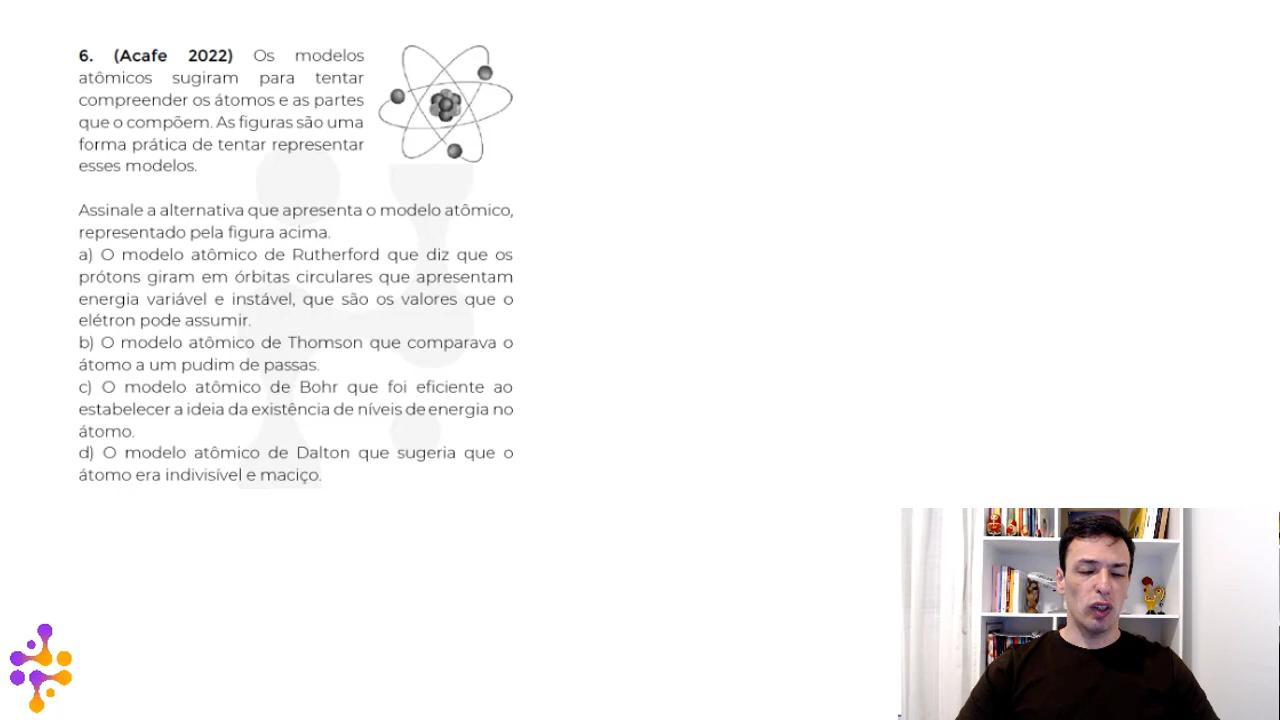 6. (Acafe 2022) Os modelos
atômicos sugiram para tentar
compreender os átomos e as partes
que o compõem. As figuras são uma
forma prática de tentar representar
esses modelos.
Assinale a alternativa que apresenta o modelo atômico,
representado pela figura acima.
a) O modelo atômico de Rutherford que diz que os
prótons giram em órbitas circulares que apresentam
energia variável e instável, que são os valores que o
elétron pode assumir.
b) O modelo atômico de Thomson que comparava o
átomo a um pudim de passas.
c) O modelo atômico de Bohr que foi eficiente ao
estabelecer a ideia da existência de níveis de energia no
átomo.
d) O modelo atômico de Dalton que sugeria que o
átomo era indivisível e maciço.